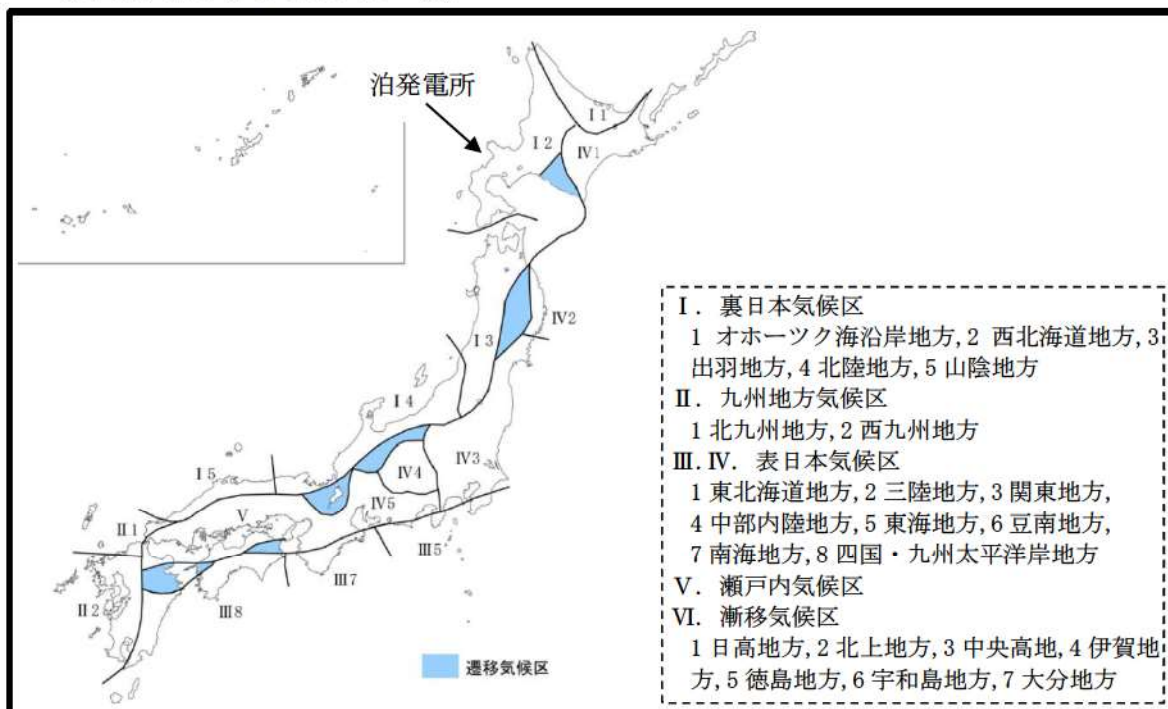 泊発電所
Ⅰ1
Ⅰ2
Ⅳ1
Ⅳ2
Ⅰ3
Ⅰ4
Ⅳ3
Ⅳ4
Ⅰ5
Ⅳ5
Ⅴ
Ⅱ1
Ⅲ5
Ⅲ7
Ⅱ2
Ⅲ8
遷移気候区
Ⅰ. 裏日本気候区
1 オホーツク海沿岸地方,2 西北海道地方,3
出羽地方,4 北陸地方,5 山陰地方
Ⅱ. 九州地方気候区
1 北九州地方,2 西九州地方
Ⅲ.Ⅳ. 表日本気候区
1 東北海道地方,2 三陸地方,3 関東地方,
4 中部内陸地方,5 東海地方,6 豆南地方,
7 南海地方,8 四国・九州太平洋岸地方
Ⅴ. 瀬戸内気候区
Ⅵ. 漸移気候区
1 日高地方,2 北上地方,3 中央高地,4 伊賀地
方,5 徳島地方,6 宇和島地方,7 大分地方